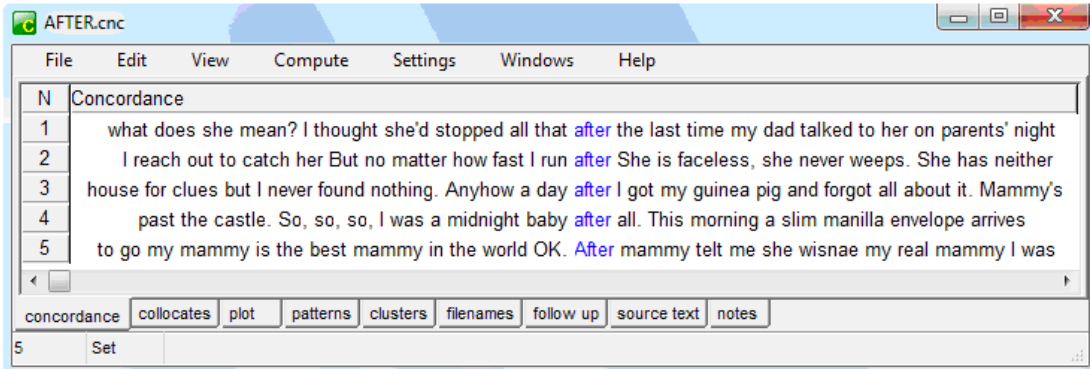 AFTER.cnc
File Edit View Compute Settings Windows Help
N Concordance
1 what does she mean? I thought she'd stopped all that after the last time my dad talked to her on parents' night
2 I reach out to catch her But no matter how fast I run after She is faceless, she never weeps. She has neither
3 house for clues but I never found nothing. Anyhow a day after I got my guinea pig and forgot all about it. Mammy's
4 past the castle. So, so, so, I was a midnight baby after all. This morning a slim manilla envelope arrives
5 to go my mammy is the best mammy in the world OK. After mammy telt me she wisnae my real mammy I was
concordance collocates plot patterns clusters filenames follow up source text notes
5 Set